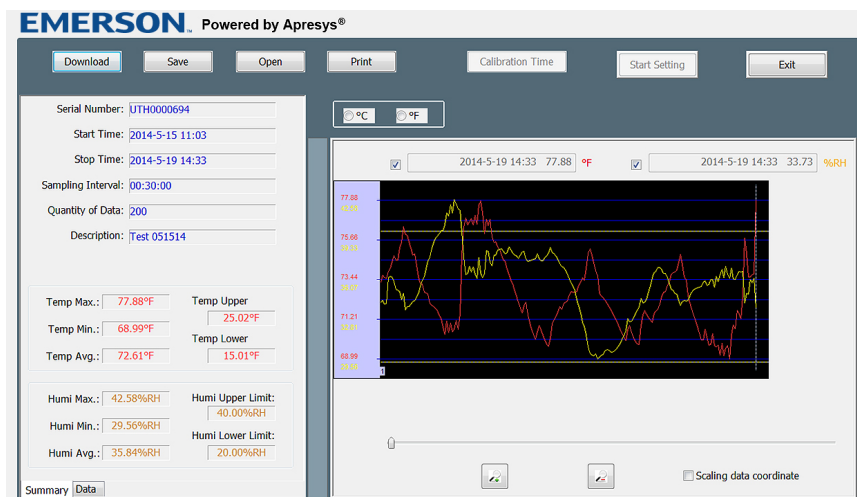 EMERSON. Powered by Apresys®
Download Save Open Print Calibration Time Start Setting Exit
Serial Number: UTH0000694
Start Time: 2014-5-15 11:03
Stop Time: 2014-5-19 14:33
Sampling Interval: 00:30:00
Quantity of Data: 200
Description: Test 051514
°C °F
2014-5-19 14:33 77.88 °F 2014-5-19 14:33 33.73 %RH
77.88
75.66
73.44
71.21
68.99
1
Temp Max.: 77.88°F Temp Upper
25.02°F
Temp Min.: 68.99°F
Temp Lower
Temp Avg.: 72.61°F 15.01°F
Humi Max.: 42.58%RH Humi Upper Limit:
40.00%RH
Humi Min.: 29.56%RH
Humi Lower Limit:
Humi Avg.: 35.84%RH 20.00%RH
Scaling data coordinate
Summary Data